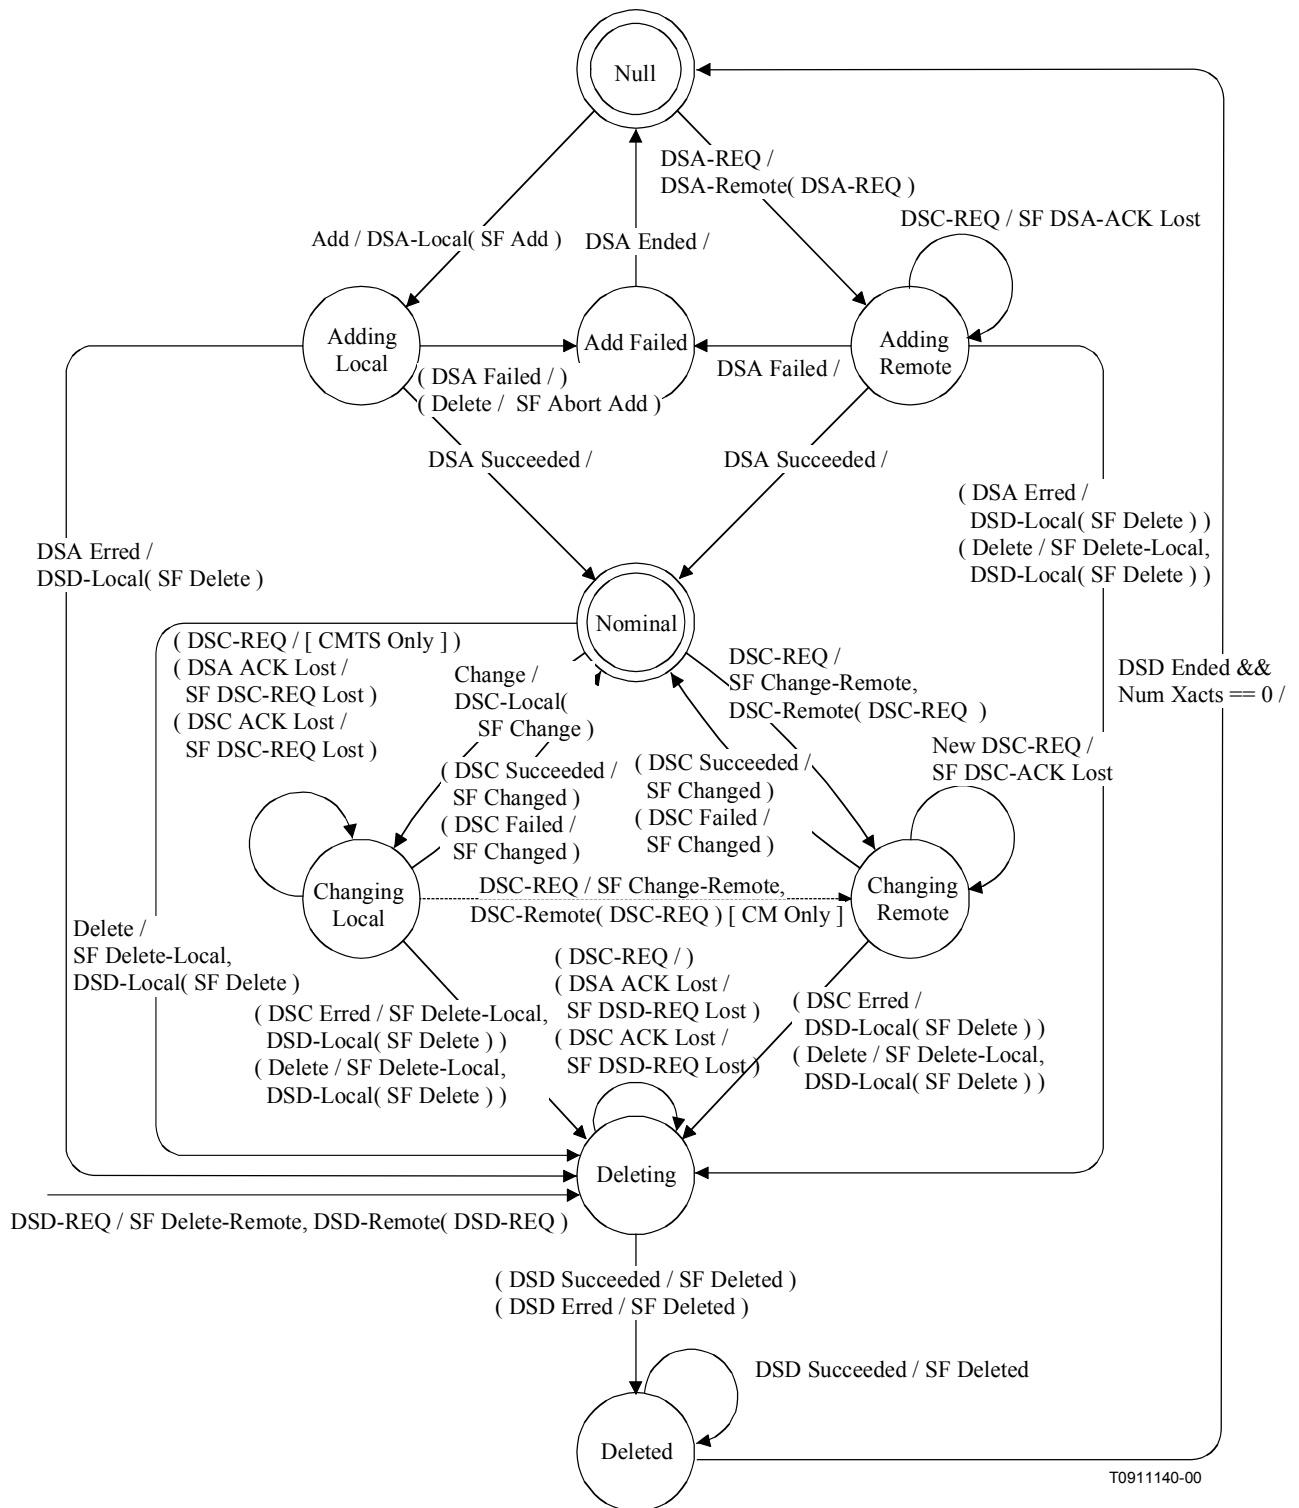 Null
DSA-REQ /
DSA-Remote( DSA-REQ )
DSC-REQ / SF DSA-ACK Lost
Add / DSA-Local( SF Add )
DSA Ended /
Adding
Local
Add Failed
Adding
Remote
( DSA Failed / )
( Delete / SF Abort Add )
DSA Failed /
DSA Succeeded /
DSA Succeeded /
( DSA Erred /
DSD-Local( SF Delete ) )
( Delete / SF Delete-Local,
DSD-Local( SF Delete ) )
DSA Erred /
DSD-Local( SF Delete )
Nominal
( DSC-REQ / [ CMTS Only ] )
( DSA ACK Lost /
SF DSC-REQ Lost )
( DSC ACK Lost /
SF DSC-REQ Lost )
Change /
DSC-Local(
SF Change )
DSC-REQ /
SF Change-Remote,
DSC-Remote( DSC-REQ )
DSD Ended &&
Num Xacts == 0 /
New DSC-REQ /
SF DSC-ACK Lost
( DSC Succeeded /
SF Changed )
( DSC Failed /
SF Changed )
( DSC Succeeded /
SF Changed )
( DSC Failed /
SF Changed )
Changing
Local
DSC-REQ / SF Change-Remote,
DSC-Remote( DSC-REQ ) [ CM Only ]
Changing
Remote
Delete /
SF Delete-Local,
DSD-Local( SF Delete )
( DSC Erred / SF Delete-Local,
DSD-Local( SF Delete ) )
( Delete / SF Delete-Local,
DSD-Local( SF Delete ) )
( DSC-REQ / )
( DSA ACK Lost /
SF DSD-REQ Lost )
( DSC ACK Lost /
SF DSD-REQ Lost )
( DSC Erred /
DSD-Local( SF Delete ) )
( Delete / SF Delete-Local,
DSD-Local( SF Delete ) )
Deleting
DSD-REQ / SF Delete-Remote, DSD-Remote( DSD-REQ )
( DSD Succeeded / SF Deleted )
( DSD Erred / SF Deleted )
DSD Succeeded / SF Deleted
Deleted
T0911140-00